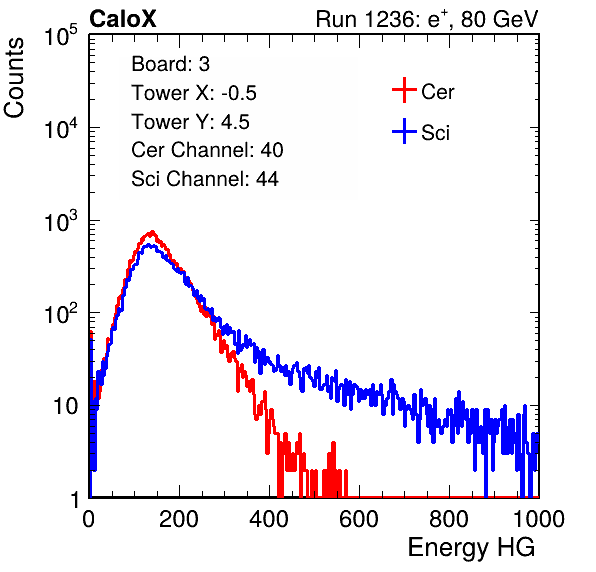 CaloX Run 1236: e⁺, 80 GeV
Counts
Board: 3
Tower X: -0.5
Tower Y: 4.5
Cer Channel: 40
Sci Channel: 44
Cer
Sci
10⁵
10⁴
10³
10²
10
1
0 200 400 600 800 1000
Energy HG